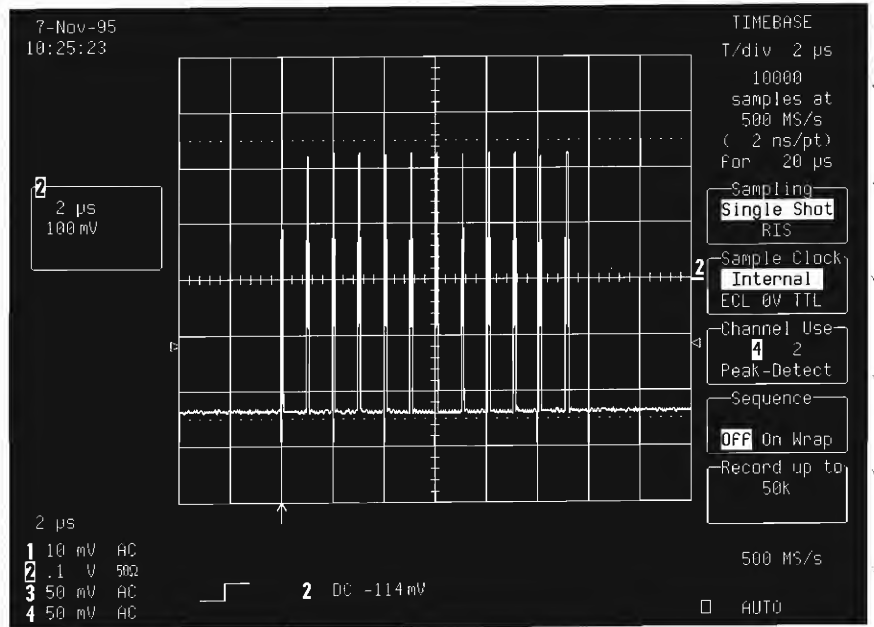 7-Nov-95
10:25:23
2
2 µs
100 mV
2 µs
1 10 mV AC
2 .1 V 50Ω
3 50 mV AC
4 50 mV AC
2 DC -114 mV
2
TIMEBASE
T/div 2 µs
10000
samples at
500 MS/s
( 2 ns/pt)
for 20 µs
Sampling
Single Shot
RIS
Sample Clock
Internal
ECL 0V TTL
Channel Use
4 2
Peak-Detect
Sequence
OFF On Wrap
Record up to
50k
500 MS/s
AUTO